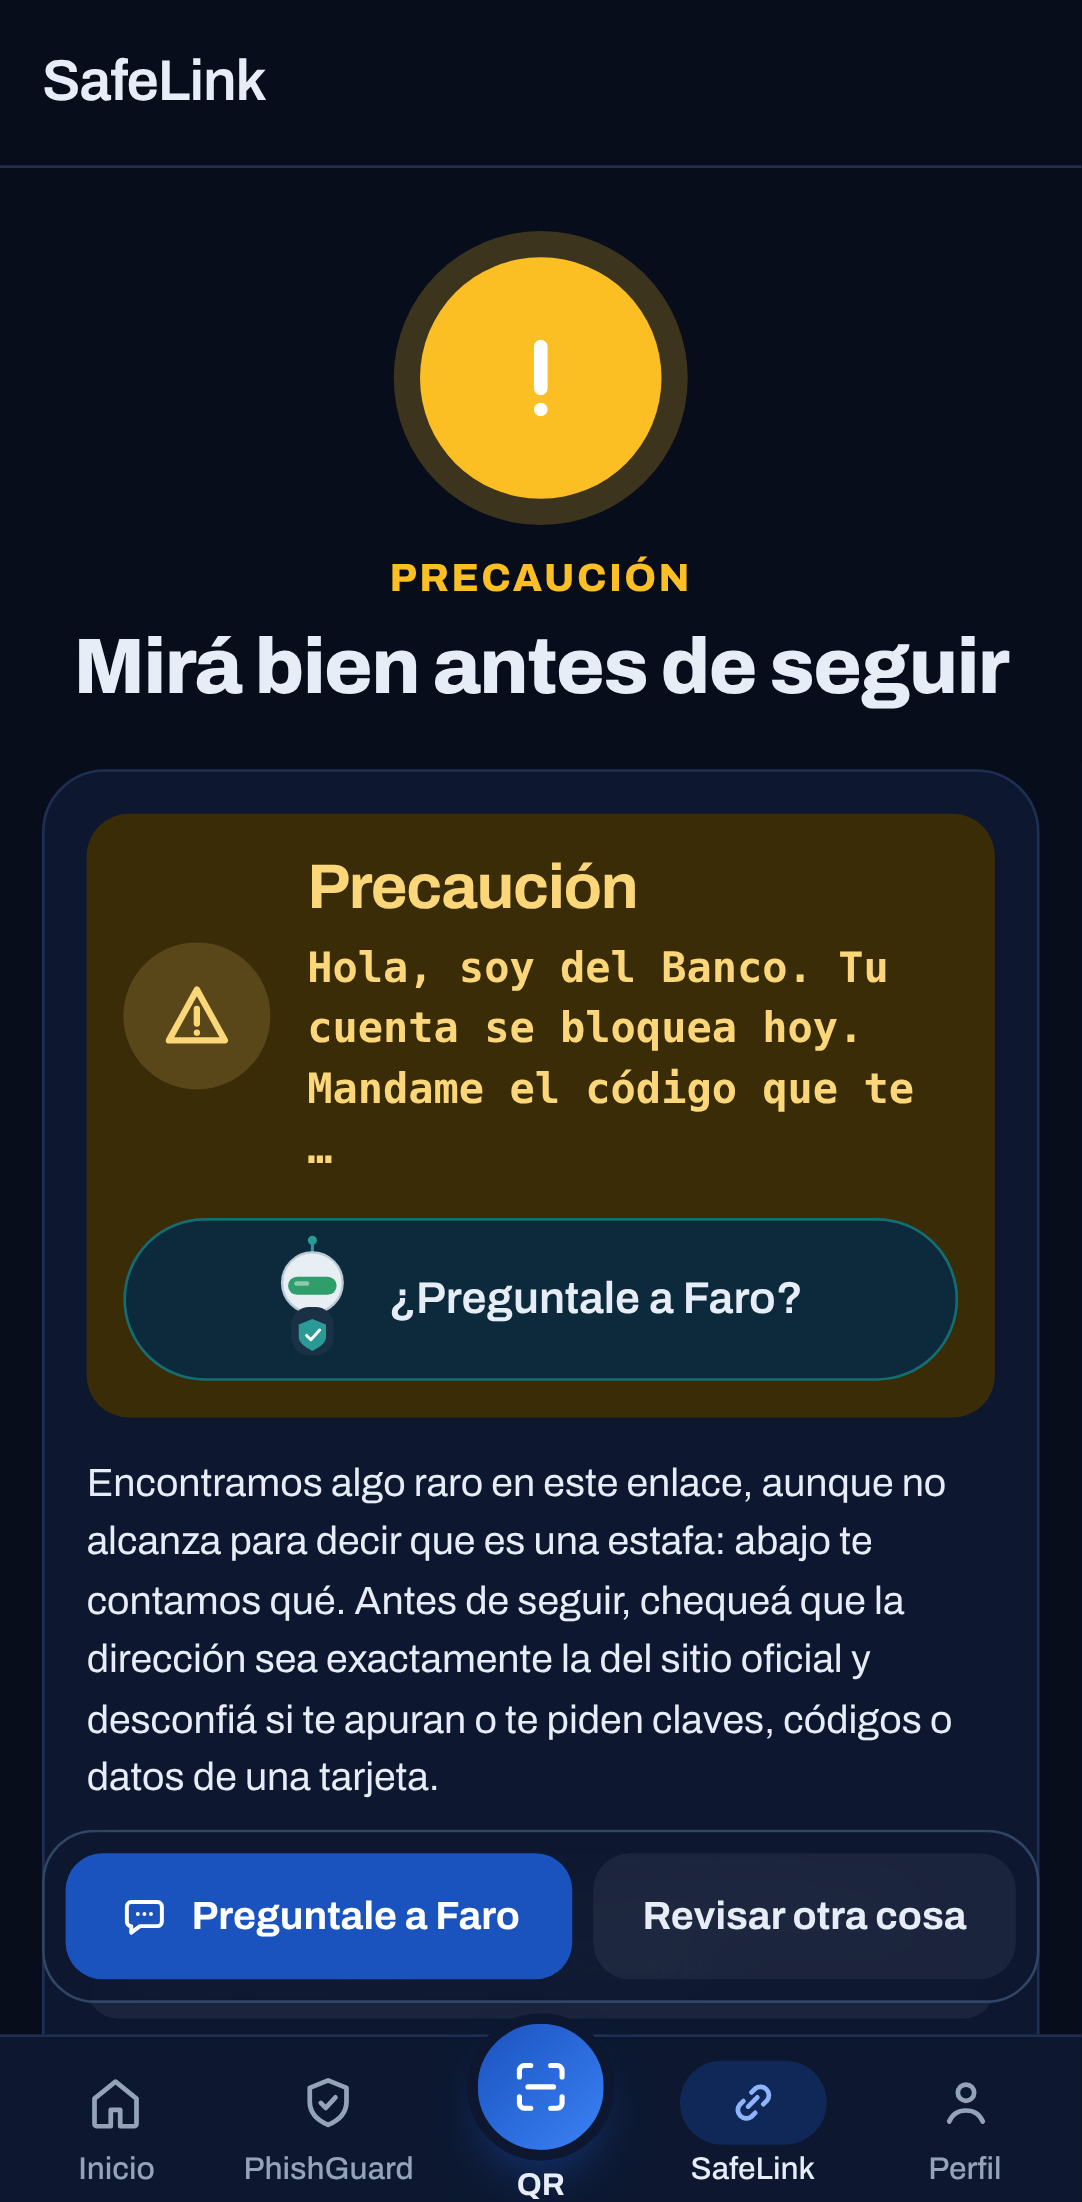 SafeLink
PRECAUCIÓN
Mirá bien antes de seguir
Precaución
Hola, soy del Banco. Tu
cuenta se bloquea hoy.
Mandame el código que te
…
¿Preguntale a Faro?
Encontramos algo raro en este enlace, aunque no
alcanza para decir que es una estafa: abajo te
contamos qué. Antes de seguir, chequeá que la
dirección sea exactamente la del sitio oficial y
desconfiá si te apuran o te piden claves, códigos o
datos de una tarjeta.
Preguntale a Faro
Revisar otra cosa
Inicio
PhishGuard
QR
SafeLink
Perfil